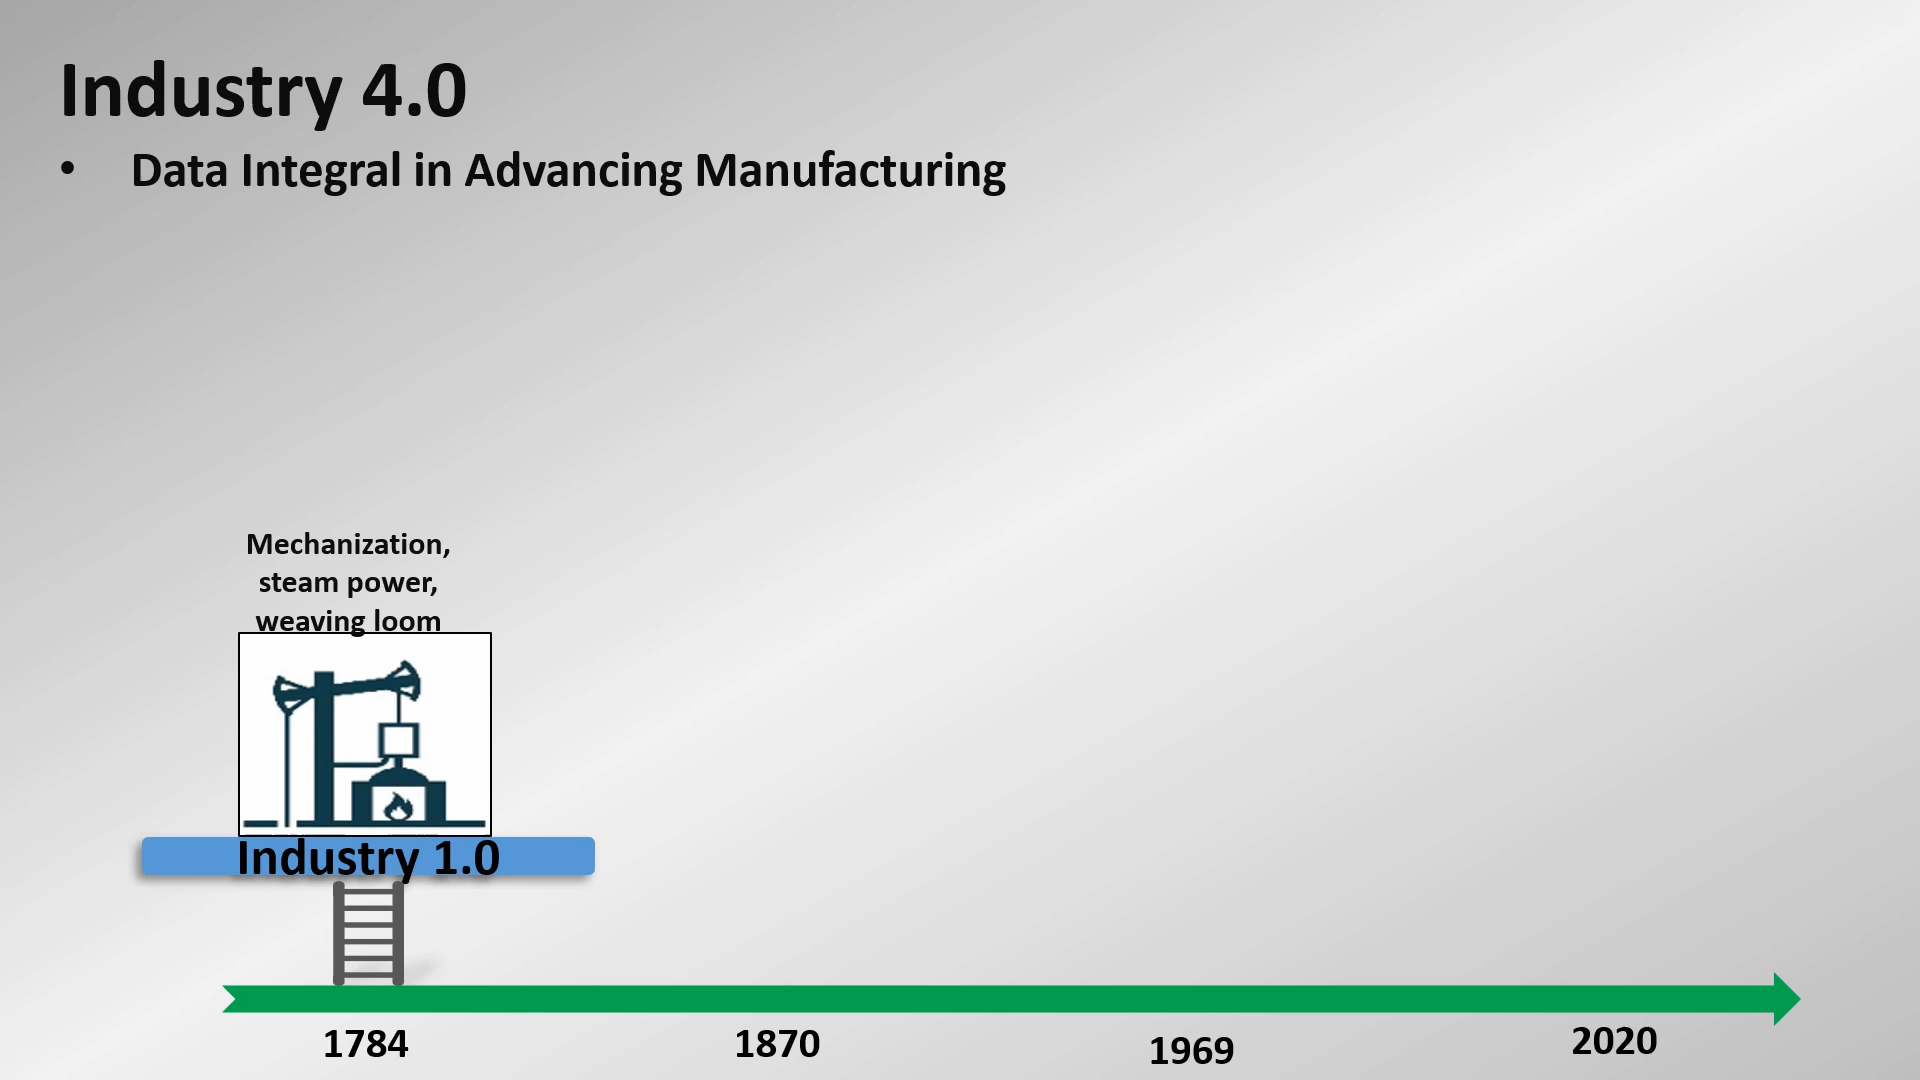 Industry 4.0
• Data Integral in Advancing Manufacturing
Mechanization,
steam power,
weaving loom
Industry 1.0
1784
1870
1969
2020